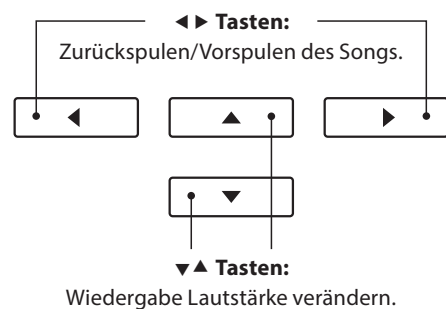 ◀ ▶ Tasten:
Zurückspulen/Vorspulen des Songs.
▼▲ Tasten:
Wiedergabe Lautstärke verändern.